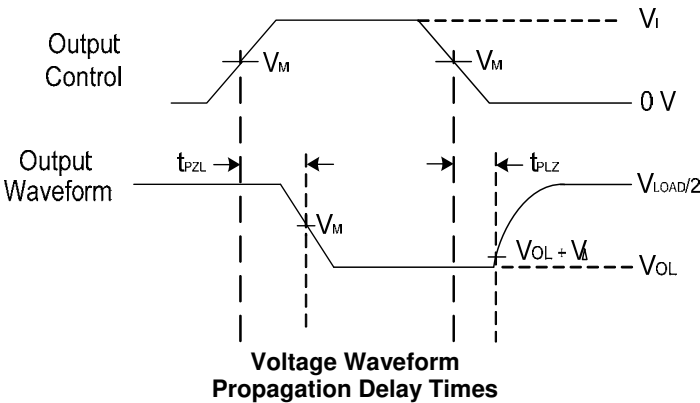 Output
Control
VM
VM
VI
0 V
Output
Waveform
tPZL
tPLZ
VM
VLOAD/2
VOL + VΔ
VOL
Voltage Waveform
Propagation Delay Times